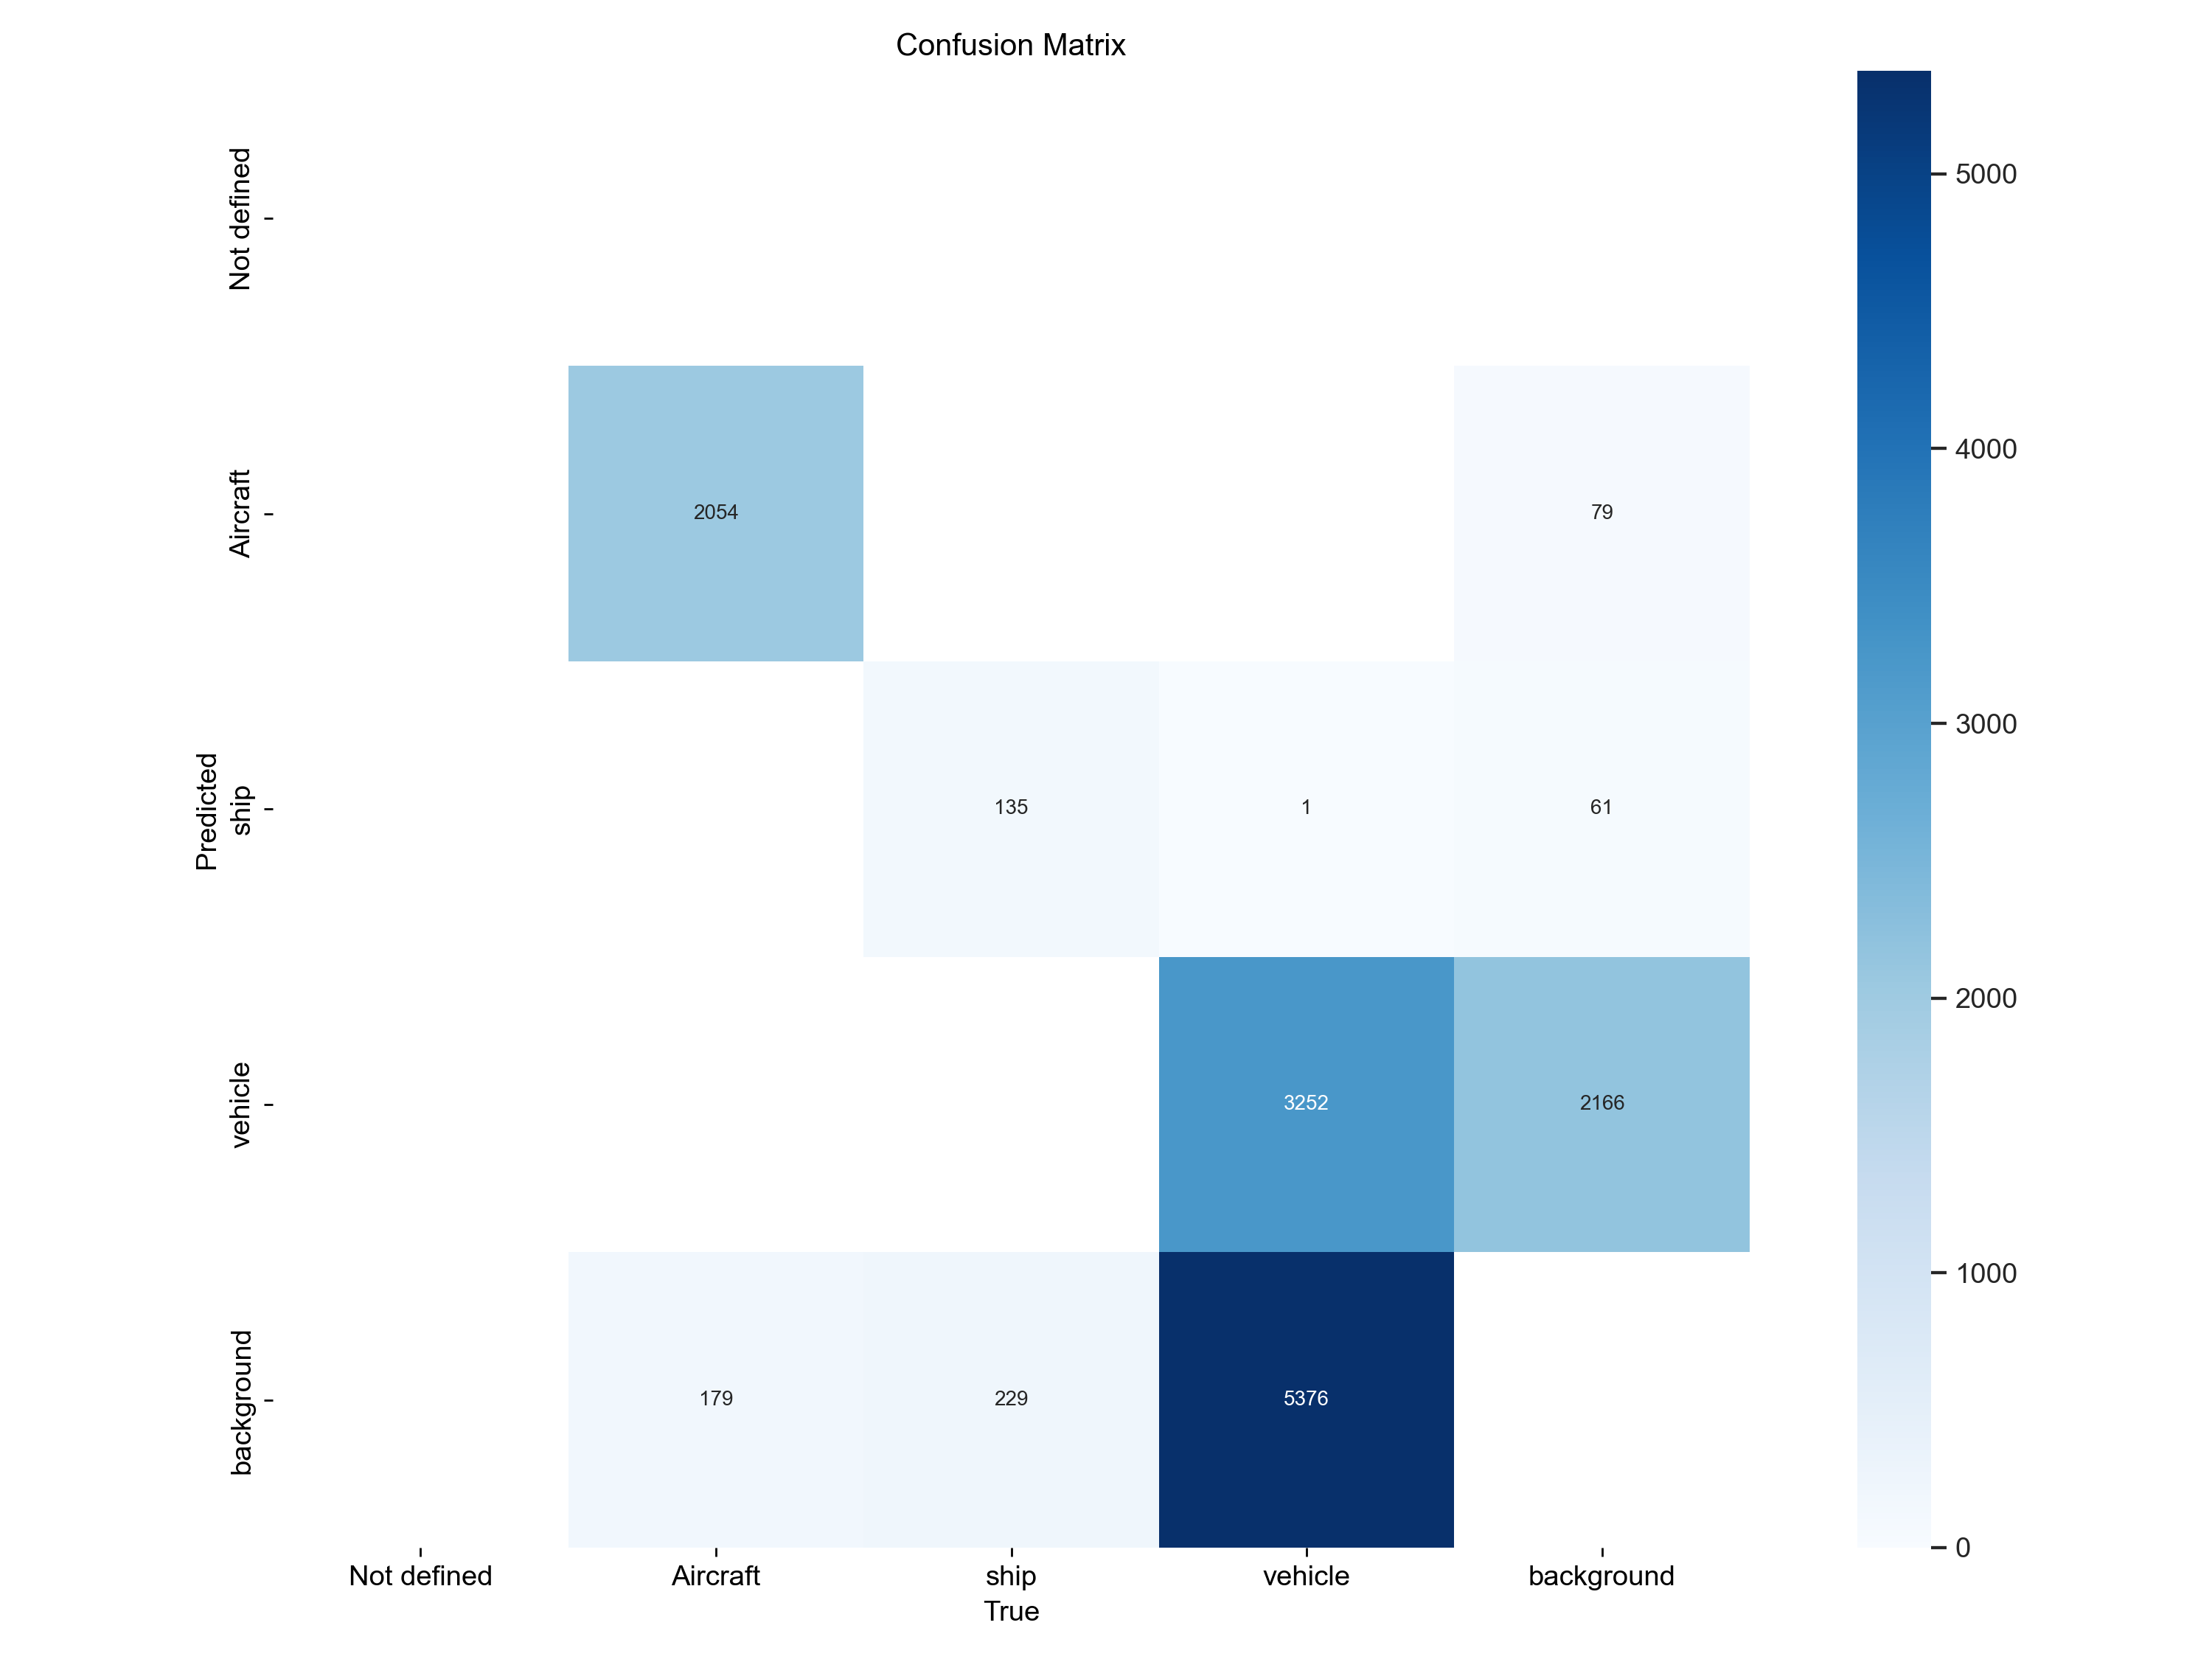 Confusion Matrix
Not defined
Aircraft
ship
vehicle
background
Predicted
2054
79
135
1
61
3252
2166
179
229
5376
Not defined
Aircraft
ship
vehicle
background
True
5000
4000
3000
2000
1000
0